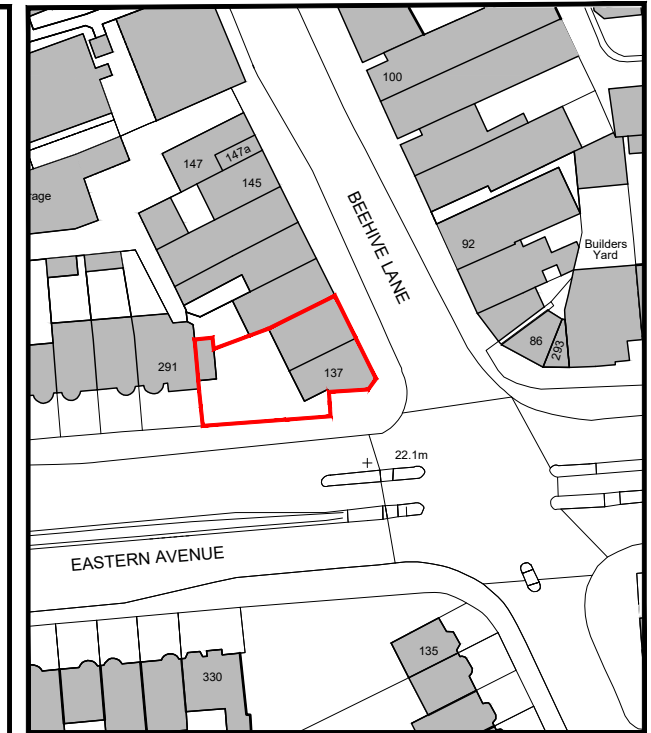 100
147
147a
145
rage
BEEHIVE LANE
92
Builders
Yard
86
293
291
137
22.1m
EASTERN AVENUE
135
330